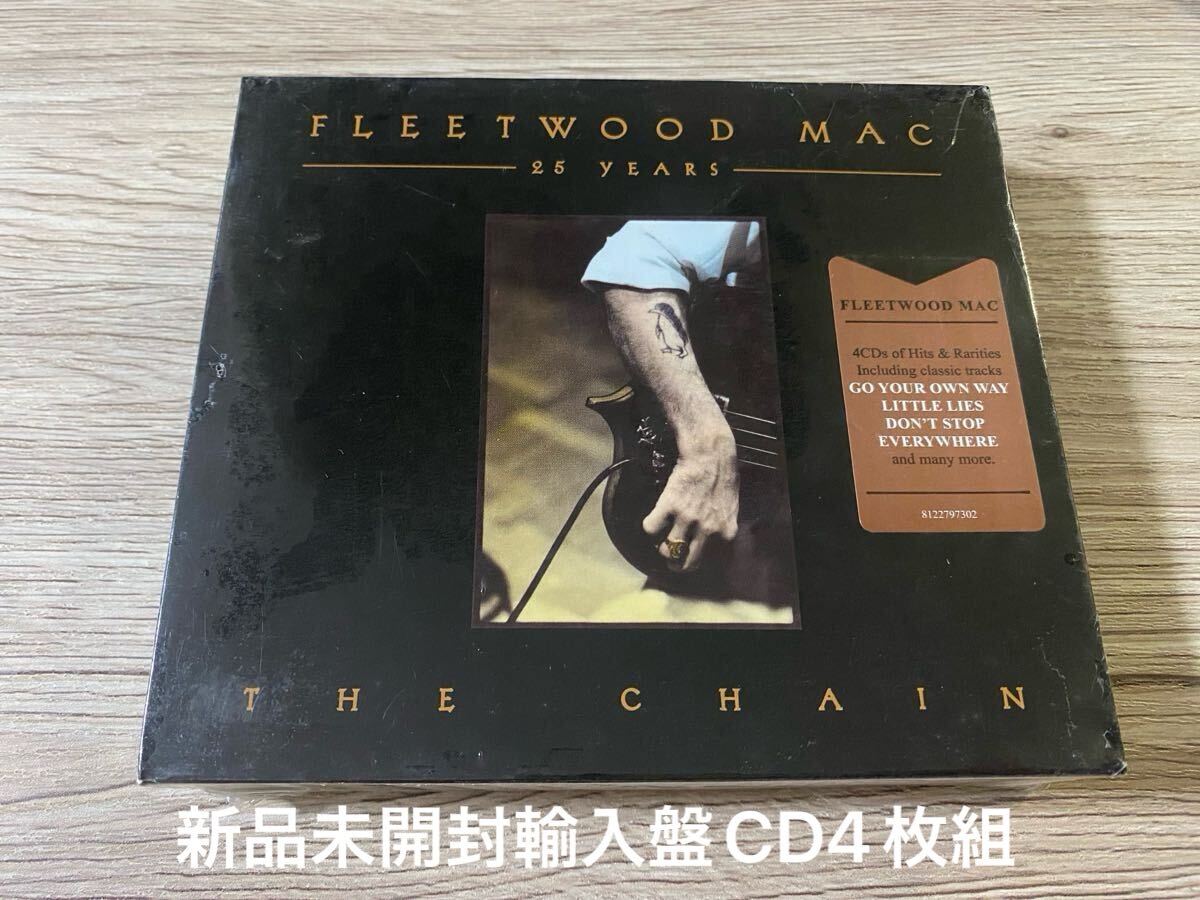 FLEETWOOD MAC
25 YEARS
FLEETWOOD MAC
4CDs of Hits & Rarities
Including classic tracks
GO YOUR OWN WAY
LITTLE LIES
DON'T STOP
EVERYWHERE
and many more.
8122797302
THE CHAIN
新品未開封輸入盤CD4枚組